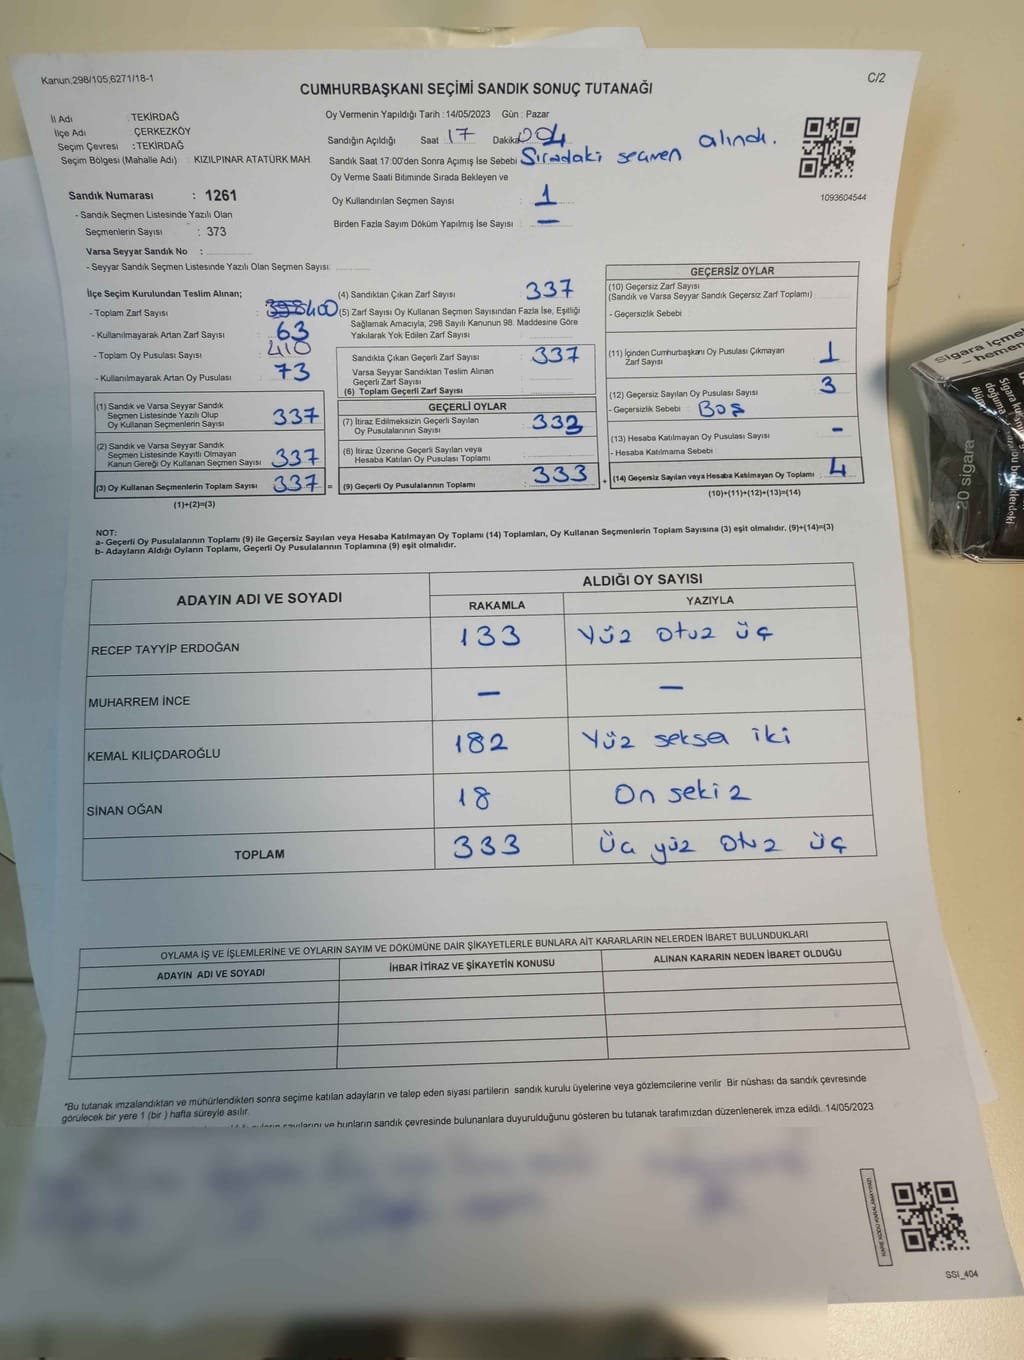 Kanun;298/105,6271/18-1
C/2
CUMHURBAŞKANI SEÇİMİ SANDIK SONUÇ TUTANAĞI
İl Adı : TEKİRDAĞ
İlçe Adı : ÇERKEZKÖY
Seçim Çevresi :TEKİRDAĞ
Seçim Bölgesi (Mahalle Adı) : KIZILPINAR ATATÜRK MAH
Oy Vermenin Yapıldığı Tarih : 14/05/2023 Gün : Pazar
Sandığın Açıldığı Saat 17 Dakika 04
Sandık Saat 17:00'den Sonra Açımış İse Sebebi Sıradaki seçmen alındı.
Oy Verme Saati Bitiminde Sırada Bekleyen ve
Oy Kullandırılan Seçmen Sayısı : 1
Birden Fazla Sayım Döküm Yapılmış İse Sayısı : -
1093604544
Sandık Numarası : 1261
- Sandık Seçmen Listesinde Yazılı Olan
Seçmenlerin Sayısı : 373
Varsa Seyyar Sandık No :
- Seyyar Sandık Seçmen Listesinde Yazılı Olan Seçmen Sayısı:
İlçe Seçim Kurulundan Teslim Alınan;
- Toplam Zarf Sayısı : 400
- Kullanılmayarak Artan Zarf Sayısı : 63
- Toplam Oy Pusulası Sayısı : 410
- Kullanılmayarak Artan Oy Pusulası : 73
(1) Sandık ve Varsa Seyyar Sandık
Seçmen Listesinde Yazılı Olup
Oy Kullanan Seçmenlerin Sayısı : 337
(2) Sandık ve Varsa Seyyar Sandık
Seçmen Listesinde Kayıtlı Olmayan
Kanun Gereği Oy Kullanan Seçmen Sayısı : 337
(3) Oy Kullanan Seçmenlerin Toplam Sayısı : 337 =
(1)+(2)=(3)
(4) Sandıktan Çıkan Zarf Sayısı : 337
(5) Zarf Sayısı Oy Kullanan Seçmen Sayısından Fazla İse, Eşitliği
Sağlamak Amacıyla, 298 Sayılı Kanunun 98. Maddesine Göre
Yakılarak Yok Edilen Zarf Sayısı :
Sandıkta Çıkan Geçerli Zarf Sayısı : 337
Varsa Seyyar Sandıktan Teslim Alınan
Geçerli Zarf Sayısı
(6) Toplam Geçerli Zarf Sayısı
GEÇERLİ OYLAR
(7) İtiraz Edilmeksizin Geçerli Sayılan
Oy Pusulalarının Sayısı :
(8) İtiraz Üzerine Geçerli Sayılan veya
Hesaba Katılan Oy Pusulası Toplamı :
(9) Geçerli Oy Pusulalarının Toplamı : 333 +
GEÇERSİZ OYLAR
(10) Geçersiz Zarf Sayısı
(Sandık ve Varsa Seyyar Sandık Geçersiz Zarf Toplamı) :
- Geçersizlik Sebebi :
(11) İçinden Cumhurbaşkanı Oy Pusulası Çıkmayan
Zarf Sayısı : 1
(12) Geçersiz Sayılan Oy Pusulası Sayısı : 3
- Geçersizlik Sebebi : Boş
(13) Hesaba Katılmayan Oy Pusulası Sayısı : -
- Hesaba Katılmama Sebebi :
(14) Geçersiz Sayılan veya Hesaba Katılmayan Oy Toplamı : 4
(10)+(11)+(12)+(13)=(14)
NOT:
a- Geçerli Oy Pusulalarının Toplamı (9) ile Geçersiz Sayılan veya Hesaba Katılmayan Oy Toplamı (14) Toplamları, Oy Kullanan Seçmenlerin Toplam Sayısına (3) eşit olmalıdır. (9)+(14)=(3)
b- Adayların Aldığı Oyların Toplamı, Geçerli Oy Pusulalarının Toplamına (9) eşit olmalıdır.
ADAYIN ADI VE SOYADI ALDIĞI OY SAYISI
RAKAMLA YAZIYLA
RECEP TAYYİP ERDOĞAN 133 Yüz otuz üç
MUHARREM İNCE - -
KEMAL KILIÇDAROĞLU 182 Yüz seksa iki
SİNAN OĞAN 18 On sekiz
TOPLAM 333 Üç yüz otuz üç
OYLAMA İŞ VE İŞLEMLERİNE VE OYLARIN SAYIM VE DÖKÜMÜNE DAİR ŞİKAYETLERLE BUNLARA AİT KARARLARIN NELERDEN İBARET BULUNDUKLARI
ADAYIN ADI VE SOYADI İHBAR İTİRAZ VE ŞİKAYETİN KONUSU ALINAN KARARIN NEDEN İBARET OLDUĞU
*Bu tutanak imzalandıktan ve mühürlendikten sonra seçime katılan adayların ve talep eden siyasi partilerin sandık kurulu üyelerine veya gözlemcilerine verilir. Bir nüshası da sandık çevresinde
görülecek bir yere 1 (bir) hafta süreyle asılır.
sayılarını ve bunların sandık çevresinde bulunanlara duyurulduğunu gösteren bu tutanak tarafımızdan düzenlenerek imza edildi. 14/05/2023
KARE KODU KARALAMAYINIZ!
SSI_404
Sigara içme
– hemen
20 sigara